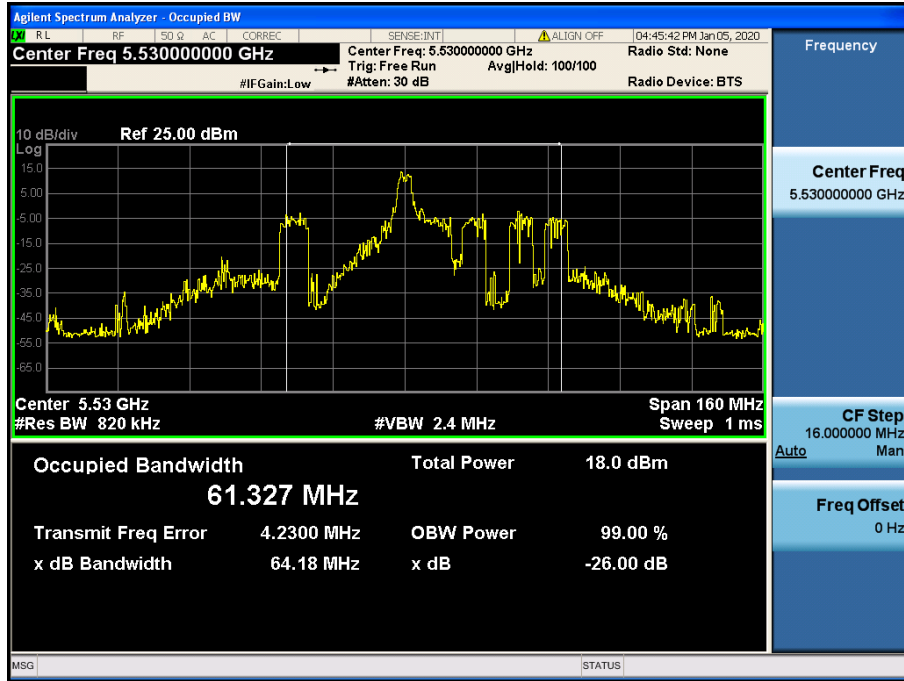 Agilent Spectrum Analyzer - Occupied BW
LXI RL RF 50 Ω AC CORREC SENSE:INT ALIGN OFF 04:45:42 PM Jan 05, 2020
Center Freq 5.530000000 GHz
Center Freq: 5.530000000 GHz
Radio Std: None
Trig: Free Run Avg|Hold: 100/100
#IFGain:Low
#Atten: 30 dB
Radio Device: BTS
Frequency
10 dB/div Ref 25.00 dBm
Log
15.0
5.00
-5.00
-15.0
-25.0
-35.0
-45.0
-55.0
-65.0
Center 5.53 GHz Span 160 MHz
#Res BW 820 kHz #VBW 2.4 MHz Sweep 1 ms
Occupied Bandwidth Total Power 18.0 dBm
61.327 MHz
Transmit Freq Error 4.2300 MHz OBW Power 99.00 %
x dB Bandwidth 64.18 MHz x dB -26.00 dB
Center Freq
5.530000000 GHz
CF Step
16.000000 MHz
Auto Man
Freq Offset
0 Hz
MSG STATUS